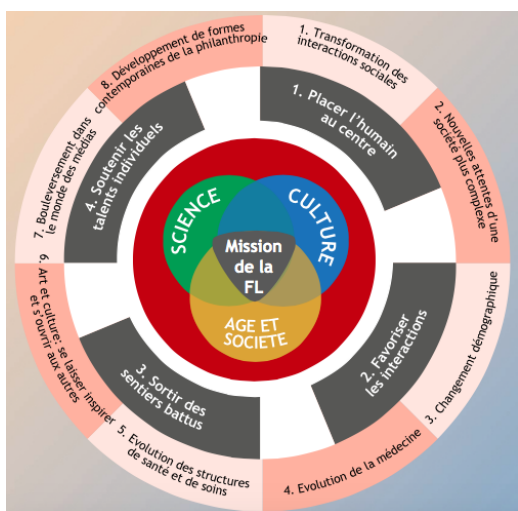 1. Transformation des
interactions sociales
2. Nouvelles attentes d'une
société plus complexe
3. Changement démographique
4. Evolution de la médecine
5. Evolution des structures
de santé et de soins
6. Art et culture: se laisser inspirer
et s'ouvrir aux autres
7. Bouleversement dans
le monde des médias
8. Développement de formes
contemporaines de la philanthropie
1. Placer l'humain
au centre
2. Favoriser
les interactions
3. Sortir des
sentiers battus
4. Soutenir les
talents individuels
SCIENCE
CULTURE
Mission
de la
FL
AGE ET
SOCIETE